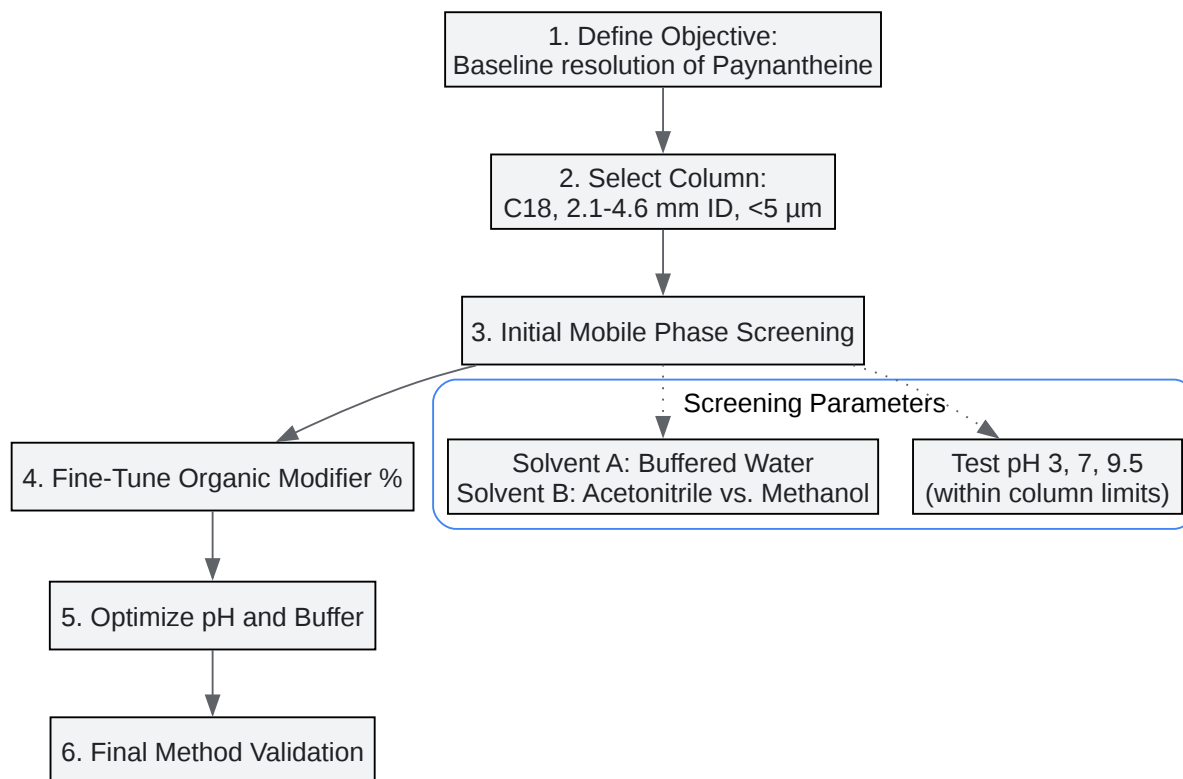 1. Define Objective:
Baseline resolution of Paynantheine
2. Select Column:
C18, 2.1-4.6 mm ID, <5 µm
3. Initial Mobile Phase Screening
Screening Parameters
4. Fine-Tune Organic Modifier %
Solvent A: Buffered Water
Solvent B: Acetonitrile vs. Methanol
Test pH 3, 7, 9.5
(within column limits)
5. Optimize pH and Buffer
6. Final Method Validation